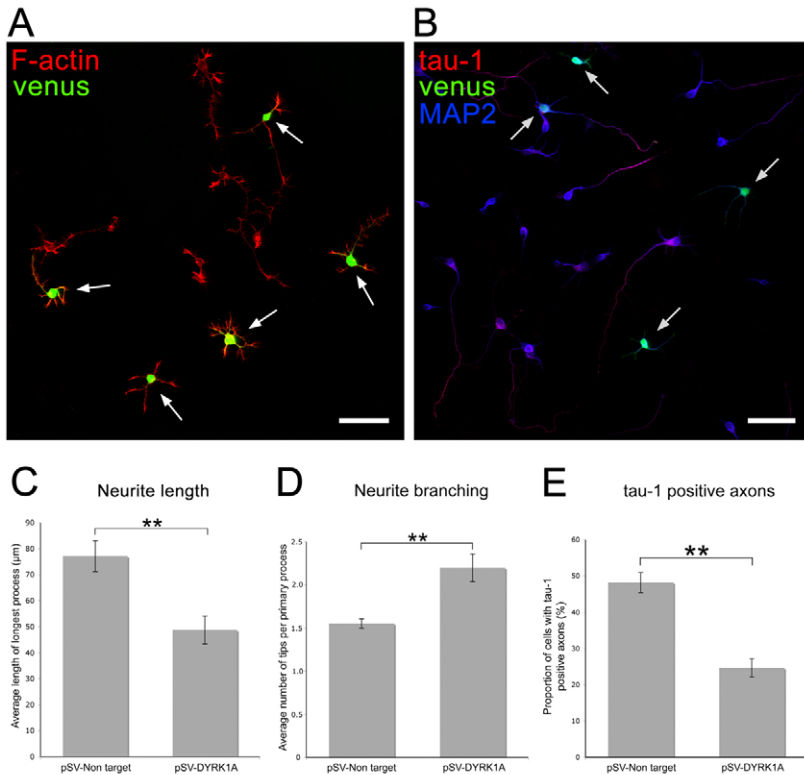 A
F-actin
venus
B
tau-1
venus
MAP2
C
Neurite length
Average length of longest process (µm)
90
80
70
60
50
40
30
20
10
0
**
pSV-Non target
pSV-DYRK1A
D
Neurite branching
Average number of tips per primary process
2.5
2.0
1.5
1.0
0.5
0.0
**
pSV-Non target
pSV-DYRK1A
E
tau-1 positive axons
Proportion of cells with tau-1
positive axons (%)
60
50
40
30
20
10
0
**
pSV-Non target
pSV-DYRK1A